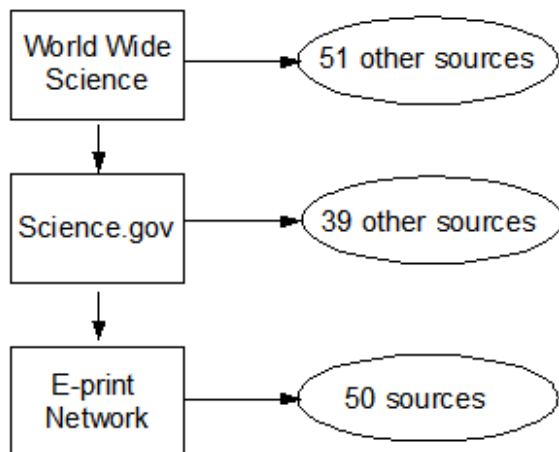 World Wide
Science
51 other sources
Science.gov
39 other sources
E-print
Network
50 sources